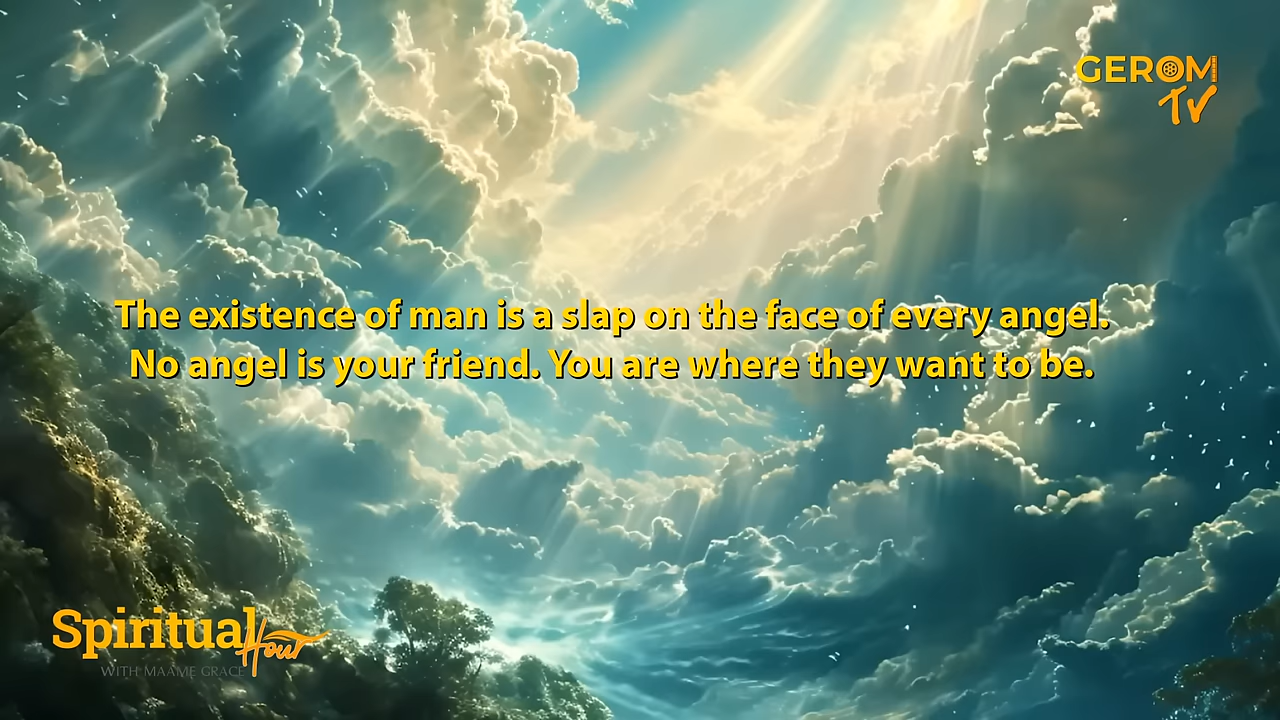 GEROM
TV
The existence of man is a slap on the face of every angel.
No angel is your friend. You are where they want to be.
Spiritual
Hour
WITH MAAME GRACE